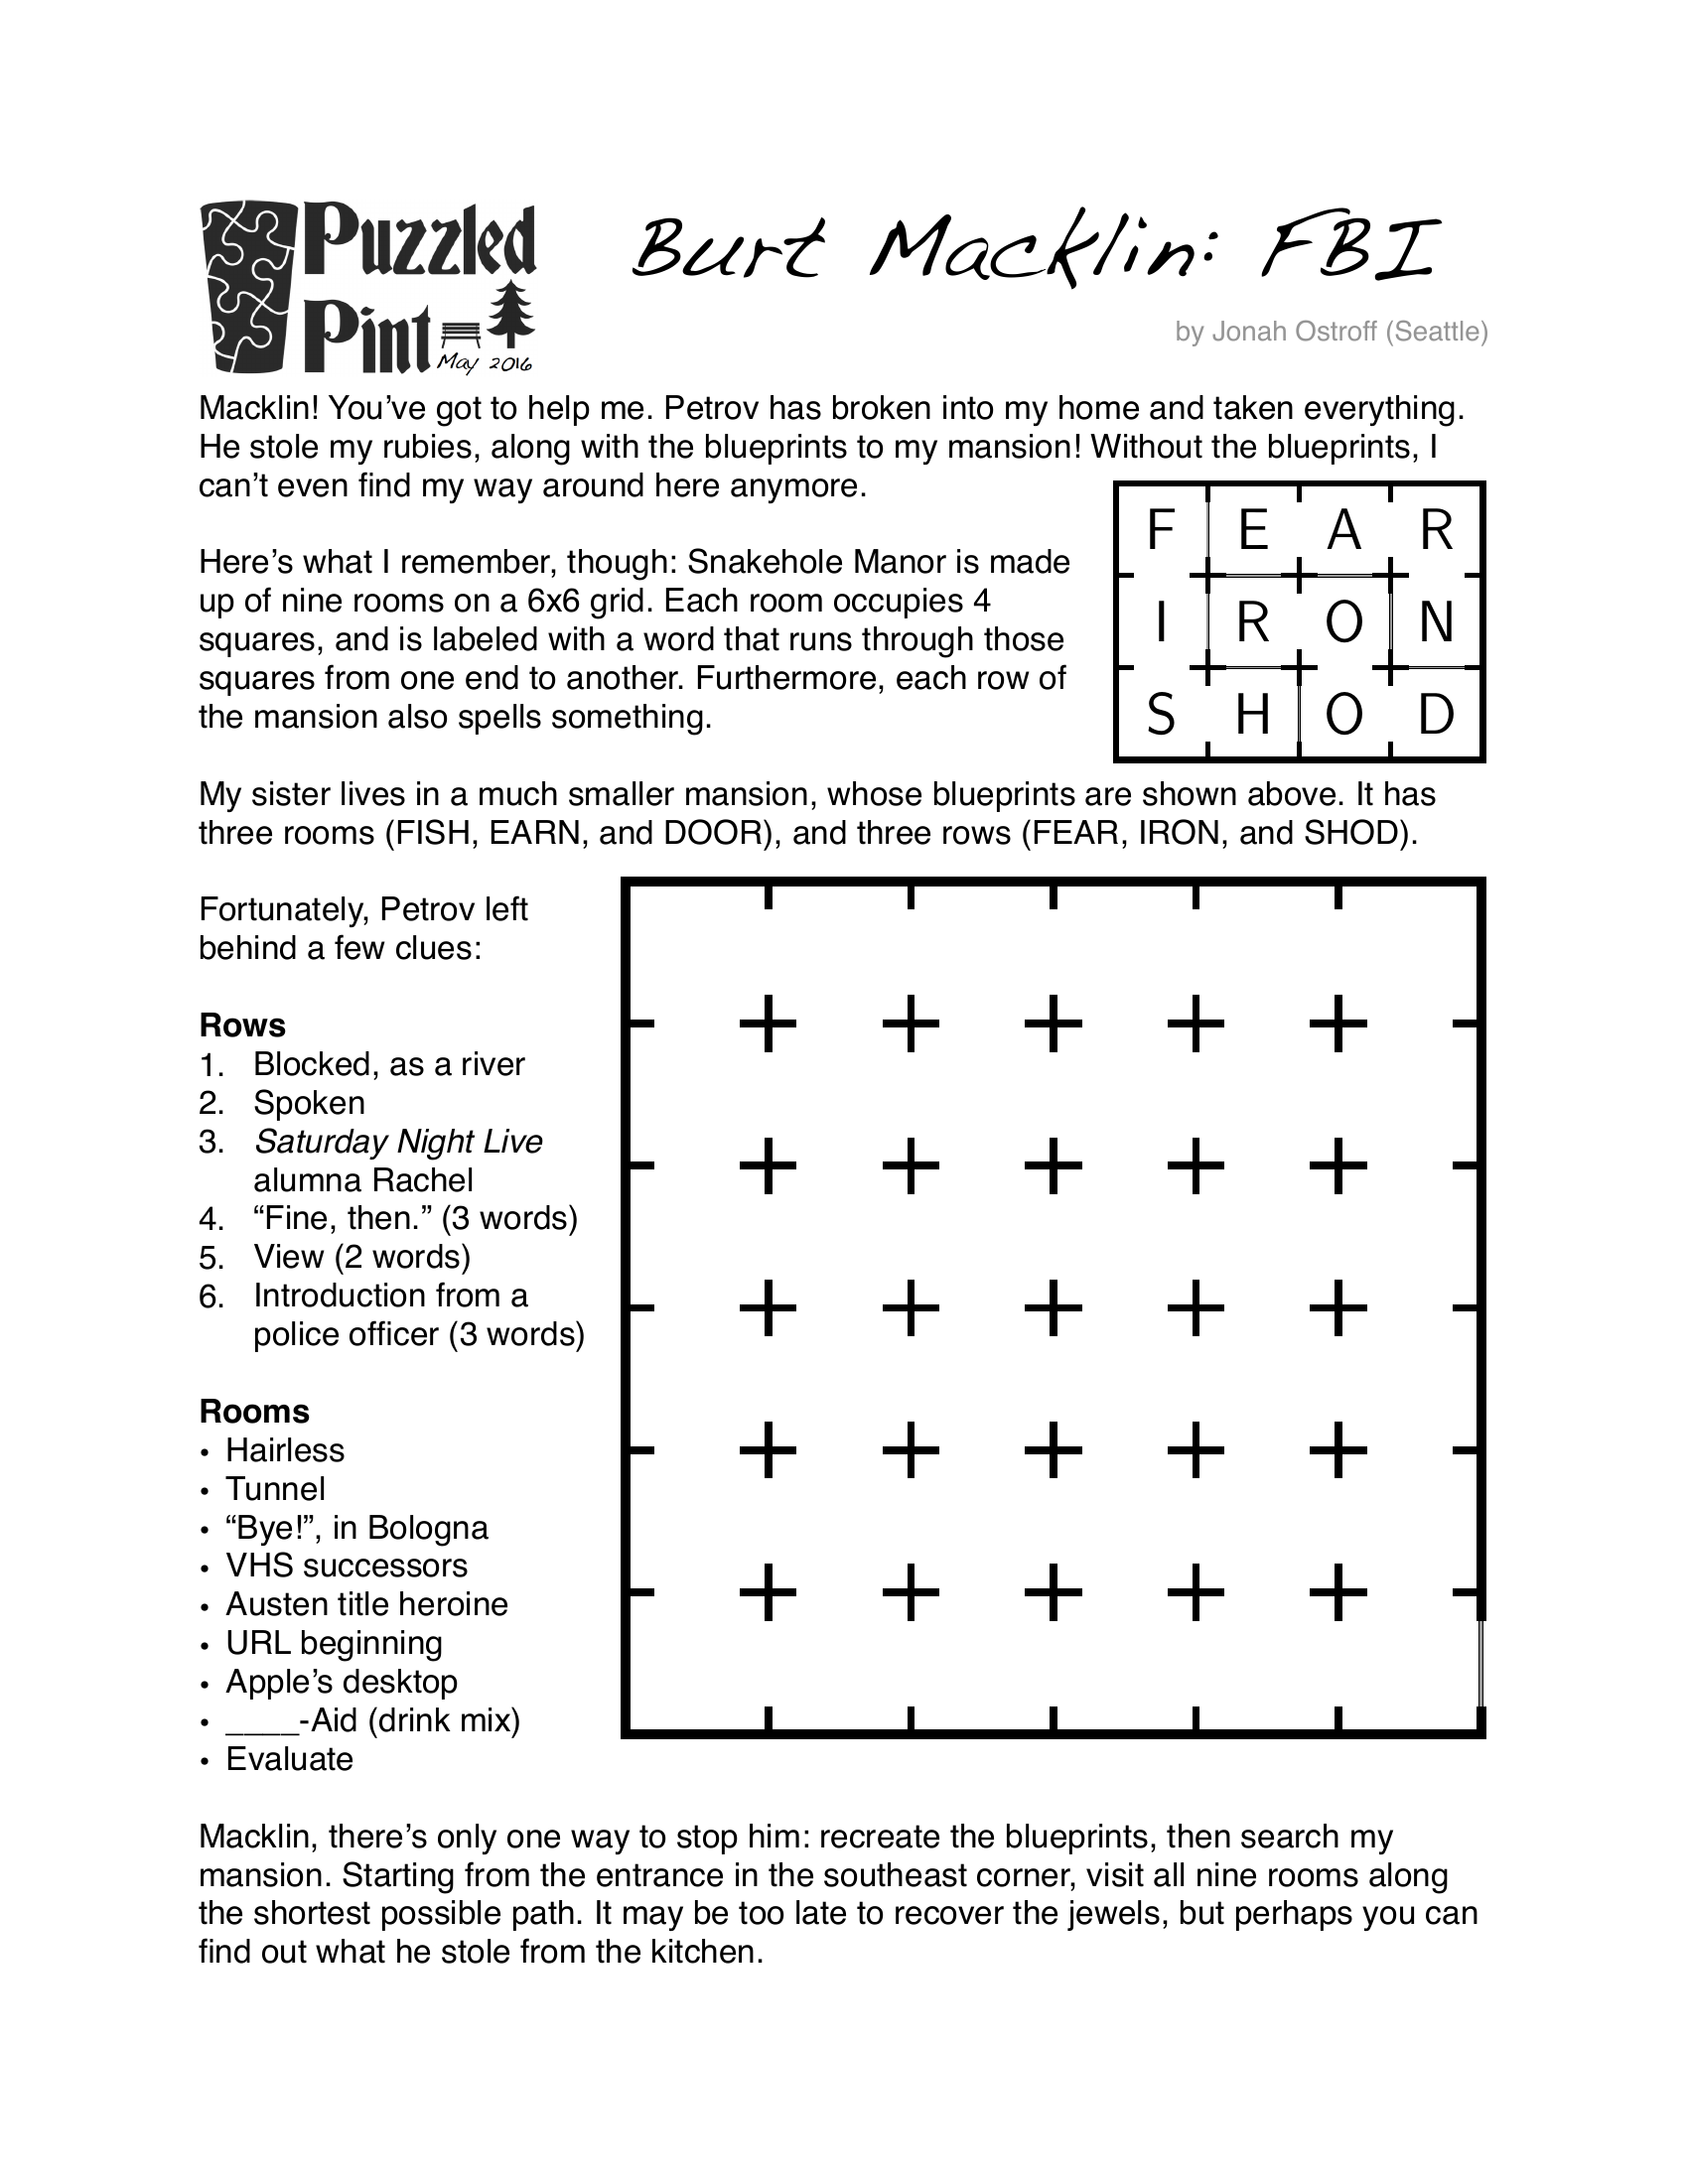 Puzzled
Pint
May 2016
Burt Macklin: FBI
by Jonah Ostroff (Seattle)
Macklin! You’ve got to help me. Petrov has broken into my home and taken everything.
He stole my rubies, along with the blueprints to my mansion! Without the blueprints, I
can’t even find my way around here anymore.
Here’s what I remember, though: Snakehole Manor is made
up of nine rooms on a 6x6 grid. Each room occupies 4
squares, and is labeled with a word that runs through those
squares from one end to another. Furthermore, each row of
the mansion also spells something.
F E A R
I R O N
S H O D
My sister lives in a much smaller mansion, whose blueprints are shown above. It has
three rooms (FISH, EARN, and DOOR), and three rows (FEAR, IRON, and SHOD).
Fortunately, Petrov left
behind a few clues:
Rows
1. Blocked, as a river
2. Spoken
3. Saturday Night Live
alumna Rachel
4. “Fine, then.” (3 words)
5. View (2 words)
6. Introduction from a
police officer (3 words)
Rooms
• Hairless
• Tunnel
• “Bye!”, in Bologna
• VHS successors
• Austen title heroine
• URL beginning
• Apple’s desktop
• ____-Aid (drink mix)
• Evaluate
Macklin, there’s only one way to stop him: recreate the blueprints, then search my
mansion. Starting from the entrance in the southeast corner, visit all nine rooms along
the shortest possible path. It may be too late to recover the jewels, but perhaps you can
find out what he stole from the kitchen.